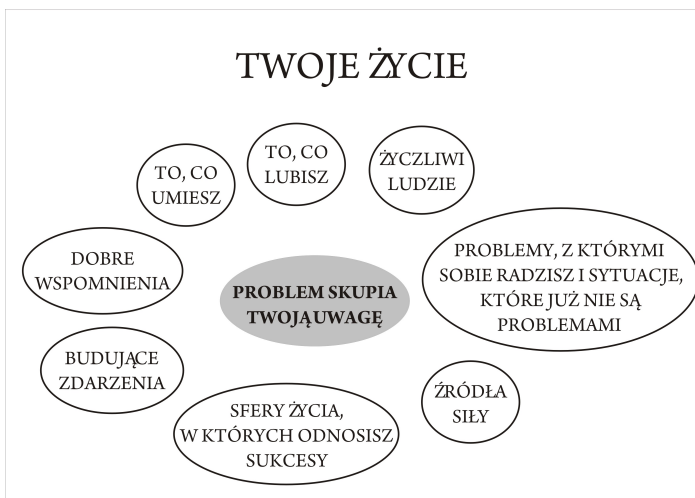 TWOJE ŻYCIE
TO, CO
UMIESZ
TO, CO
LUBISZ
ŻYCZLIWI
LUDZIE
DOBRE
WSPOMNIENIA
PROBLEM SKUPIA
TWOJĄ UWAGĘ
PROBLEMY, Z KTÓRYMI
SOBIE RADZISZ I SYTUACJE,
KTÓRE JUŻ NIE SĄ
PROBLEMAMI
BUDUJĄCE
ZDARZENIA
SFERY ŻYCIA,
W KTÓRYCH ODNOSISZ
SUKCESY
ŹRÓDŁA
SIŁY